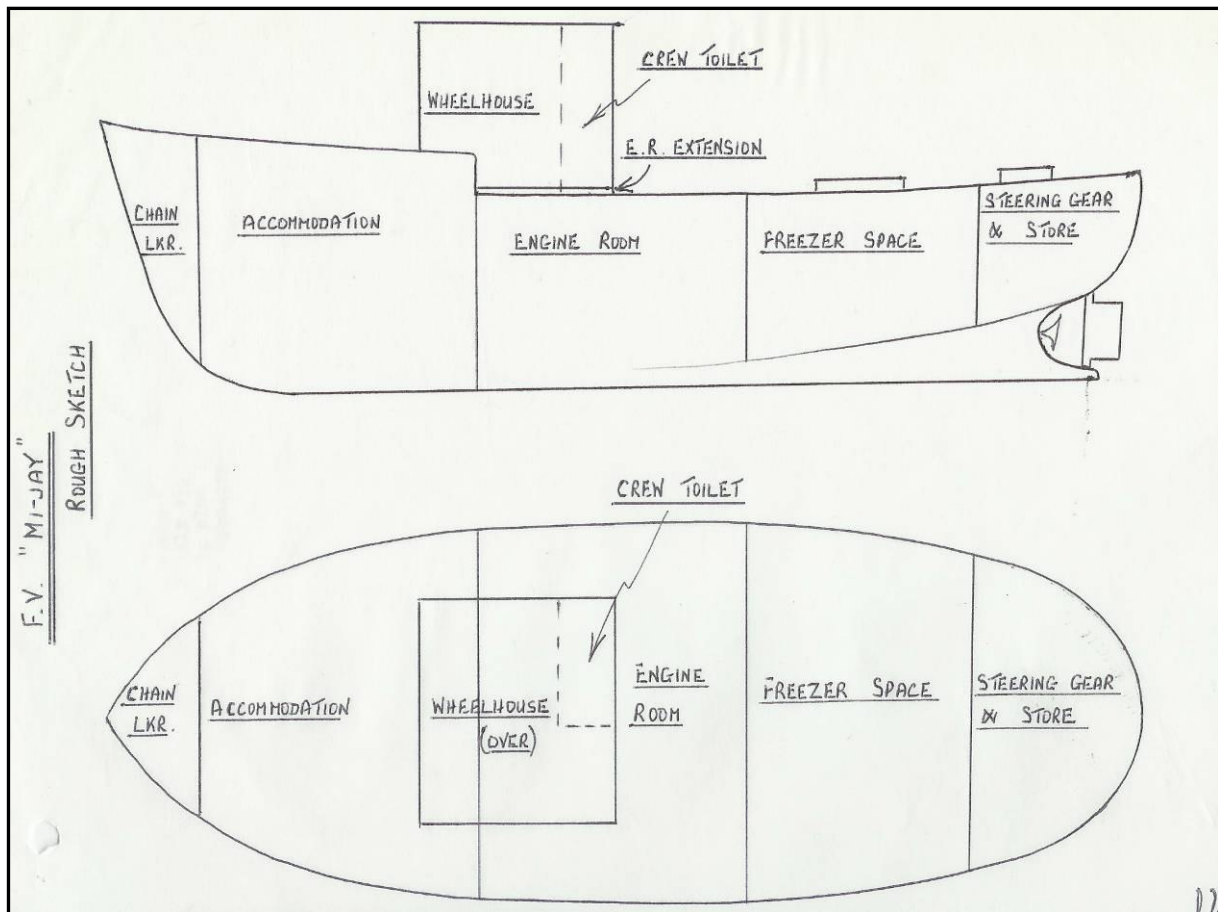 CREW TOILET
WHEELHOUSE
E.R. EXTENSION
CHAIN
LKR.
ACCOMMODATION
ENGINE ROOM
FREEZER SPACE
STEERING GEAR
& STORE
F.V. "MI-JAY"
ROUGH SKETCH
CREW TOILET
CHAIN
LKR.
ACCOMMODATION
WHEELHOUSE
(OVER)
ENGINE
ROOM
FREEZER SPACE
STEERING GEAR
& STORE